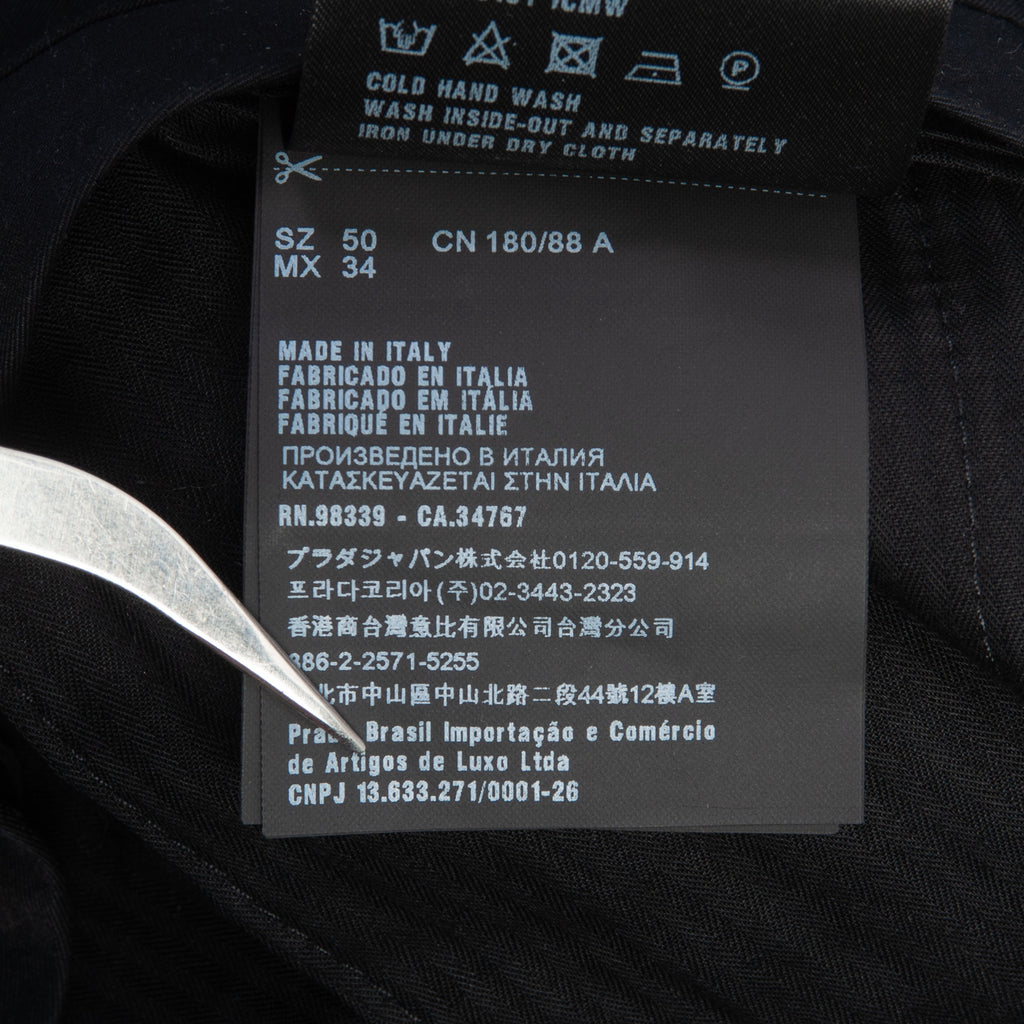 COLD HAND WASH
WASH INSIDE-OUT AND SEPARATELY
IRON UNDER DRY CLOTH
SZ 50 CN 180/88 A
MX 34
MADE IN ITALY
FABRICADO EN ITALIA
FABRICADO EM ITÁLIA
FABRIQUÉ EN ITALIE
ПРОИЗВЕДЕНО В ИТАЛИЯ
ΚΑΤΑΣΚΕΥΑΖΕΤΑΙ ΣΤΗΝ ΙΤΑΛΙΑ
RN.98339 - CA.34767
プラダジャパン株式会社0120-559-914
프라다코리아(주)02-3443-2323
香港商台灣意比有限公司台灣分公司
886-2-2571-5255
北市中山區中山北路二段44號12樓A室
Brasil Importação e Comércio
de Artigos de Luxo Ltda
CNPJ 13.633.271/0001-26